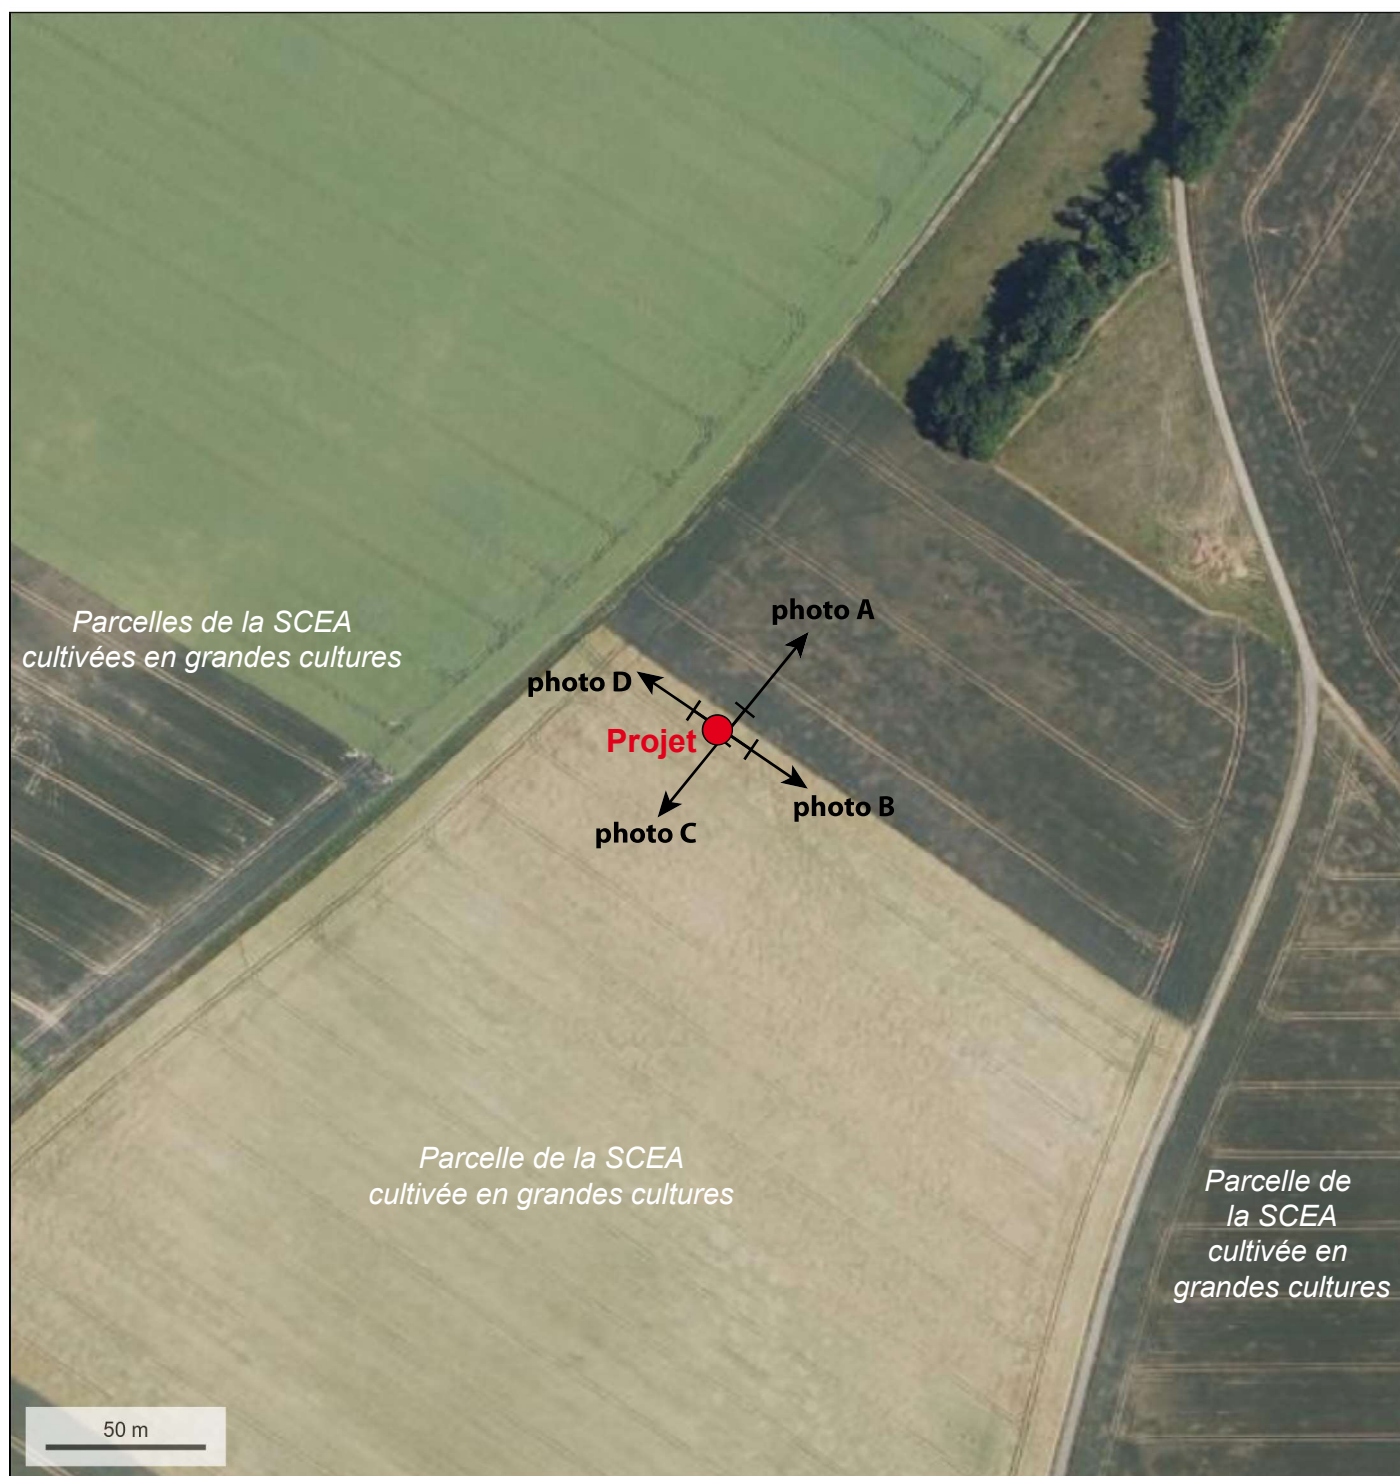 Parcelles de la SCEA
cultivées en grandes cultures
photo A
photo D
Projet
photo B
photo C
Parcelle de la SCEA
cultivée en grandes cultures
Parcelle de
la SCEA
cultivée en
grandes cultures
50 m